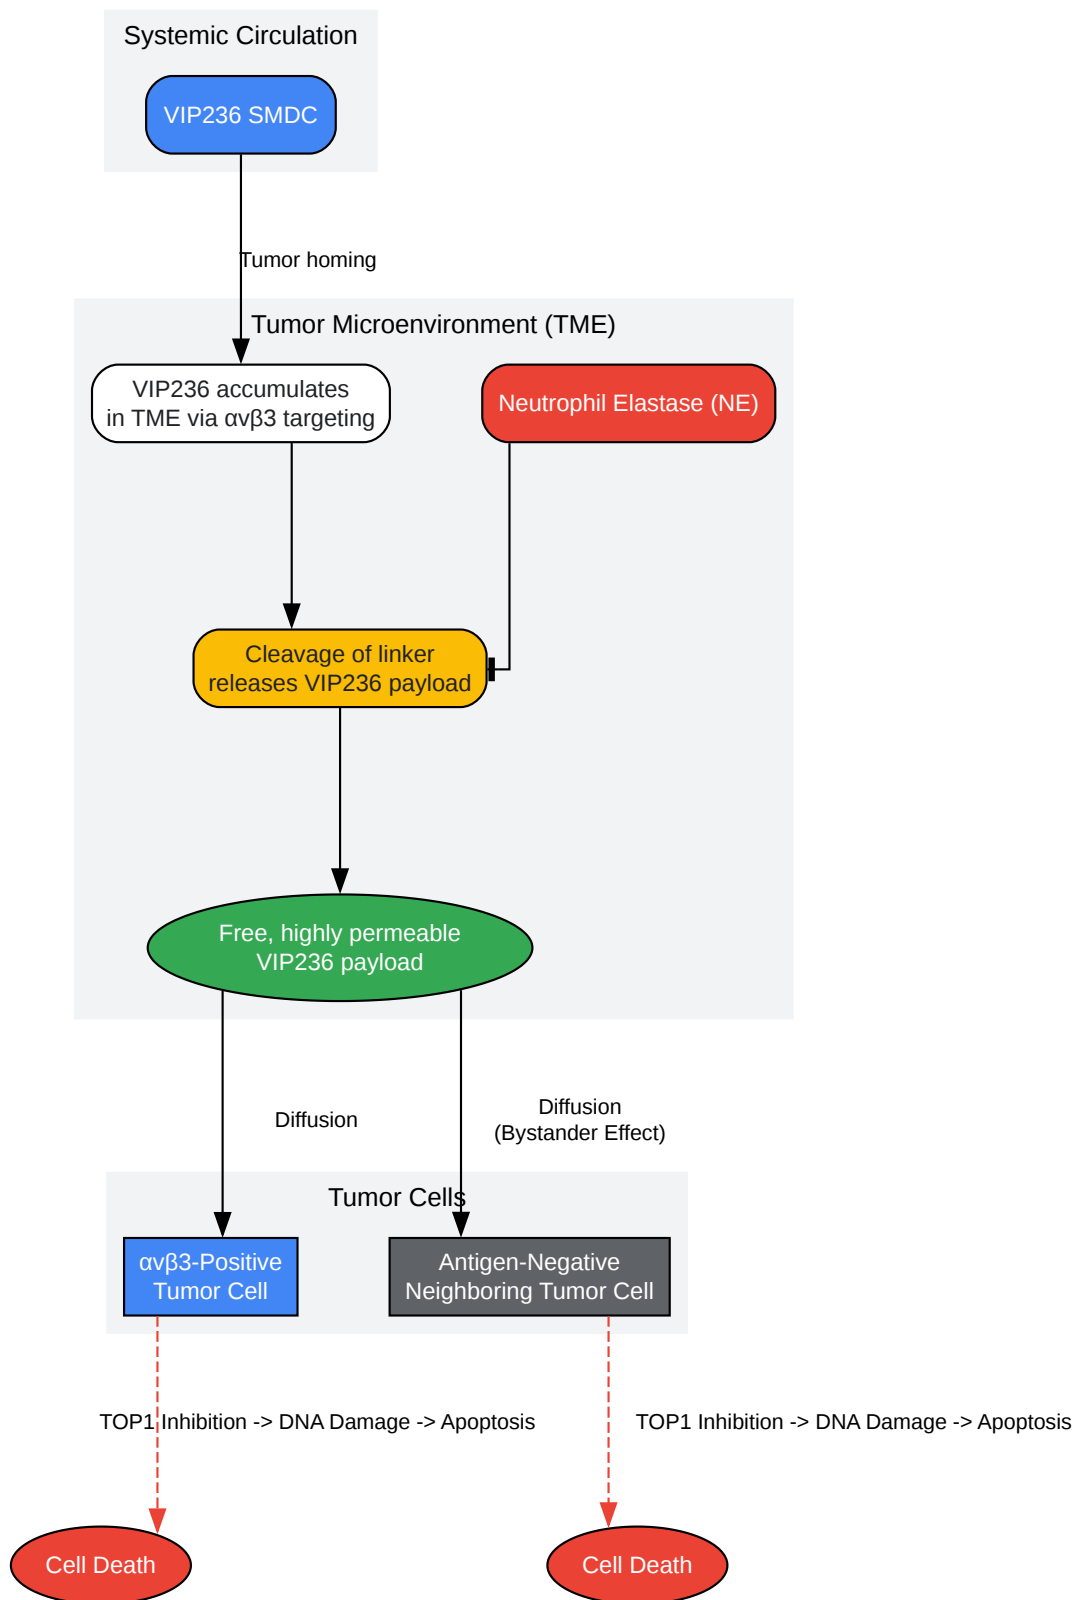 Systemic Circulation
VIP236 SMDC
Tumor homing
Tumor Microenvironment (TME)
VIP236 accumulates
in TME via αvβ3 targeting
Neutrophil Elastase (NE)
Cleavage of linker
releases VIP236 payload
Free, highly permeable
VIP236 payload
Diffusion
Diffusion
(Bystander Effect)
Tumor Cells
αvβ3-Positive
Tumor Cell
Antigen-Negative
Neighboring Tumor Cell
TOP1 Inhibition -> DNA Damage -> Apoptosis
TOP1 Inhibition -> DNA Damage -> Apoptosis
Cell Death
Cell Death